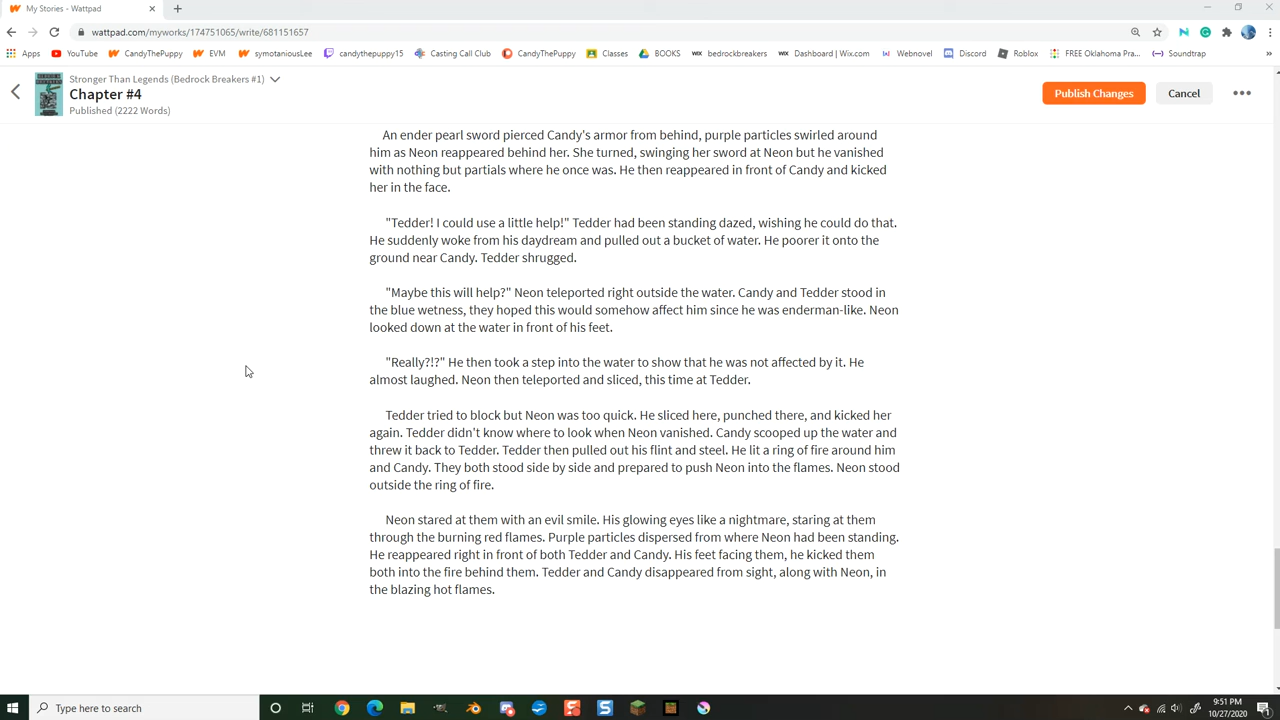 My Stories - Wattpad
wattpad.com/myworks/174751065/write/681151657
Apps YouTube CandyThePuppy EVM symotaniousLee candythepuppy15 Casting Call Club CandyThePuppy Classes BOOKS bedrockbreakers Dashboard | Wix.com Webnovel Discord Roblox FREE Oklahoma Pra... Soundtrap
Stronger Than Legends (Bedrock Breakers #1)
Chapter #4
Published (2222 Words)
Publish Changes
Cancel
An ender pearl sword pierced Candy's armor from behind, purple particles swirled around
him as Neon reappeared behind her. She turned, swinging her sword at Neon but he vanished
with nothing but partials where he once was. He then reappeared in front of Candy and kicked
her in the face.
"Tedder! I could use a little help!" Tedder had been standing dazed, wishing he could do that.
He suddenly woke from his daydream and pulled out a bucket of water. He poorer it onto the
ground near Candy. Tedder shrugged.
"Maybe this will help?" Neon teleported right outside the water. Candy and Tedder stood in
the blue wetness, they hoped this would somehow affect him since he was enderman-like. Neon
looked down at the water in front of his feet.
"Really?!?" He then took a step into the water to show that he was not affected by it. He
almost laughed. Neon then teleported and sliced, this time at Tedder.
Tedder tried to block but Neon was too quick. He sliced here, punched there, and kicked her
again. Tedder didn't know where to look when Neon vanished. Candy scooped up the water and
threw it back to Tedder. Tedder then pulled out his flint and steel. He lit a ring of fire around him
and Candy. They both stood side by side and prepared to push Neon into the flames. Neon stood
outside the ring of fire.
Neon stared at them with an evil smile. His glowing eyes like a nightmare, staring at them
through the burning red flames. Purple particles dispersed from where Neon had been standing.
He reappeared right in front of both Tedder and Candy. His feet facing them, he kicked them
both into the fire behind them. Tedder and Candy disappeared from sight, along with Neon, in
the blazing hot flames.
Type here to search
9:51 PM
10/27/2020